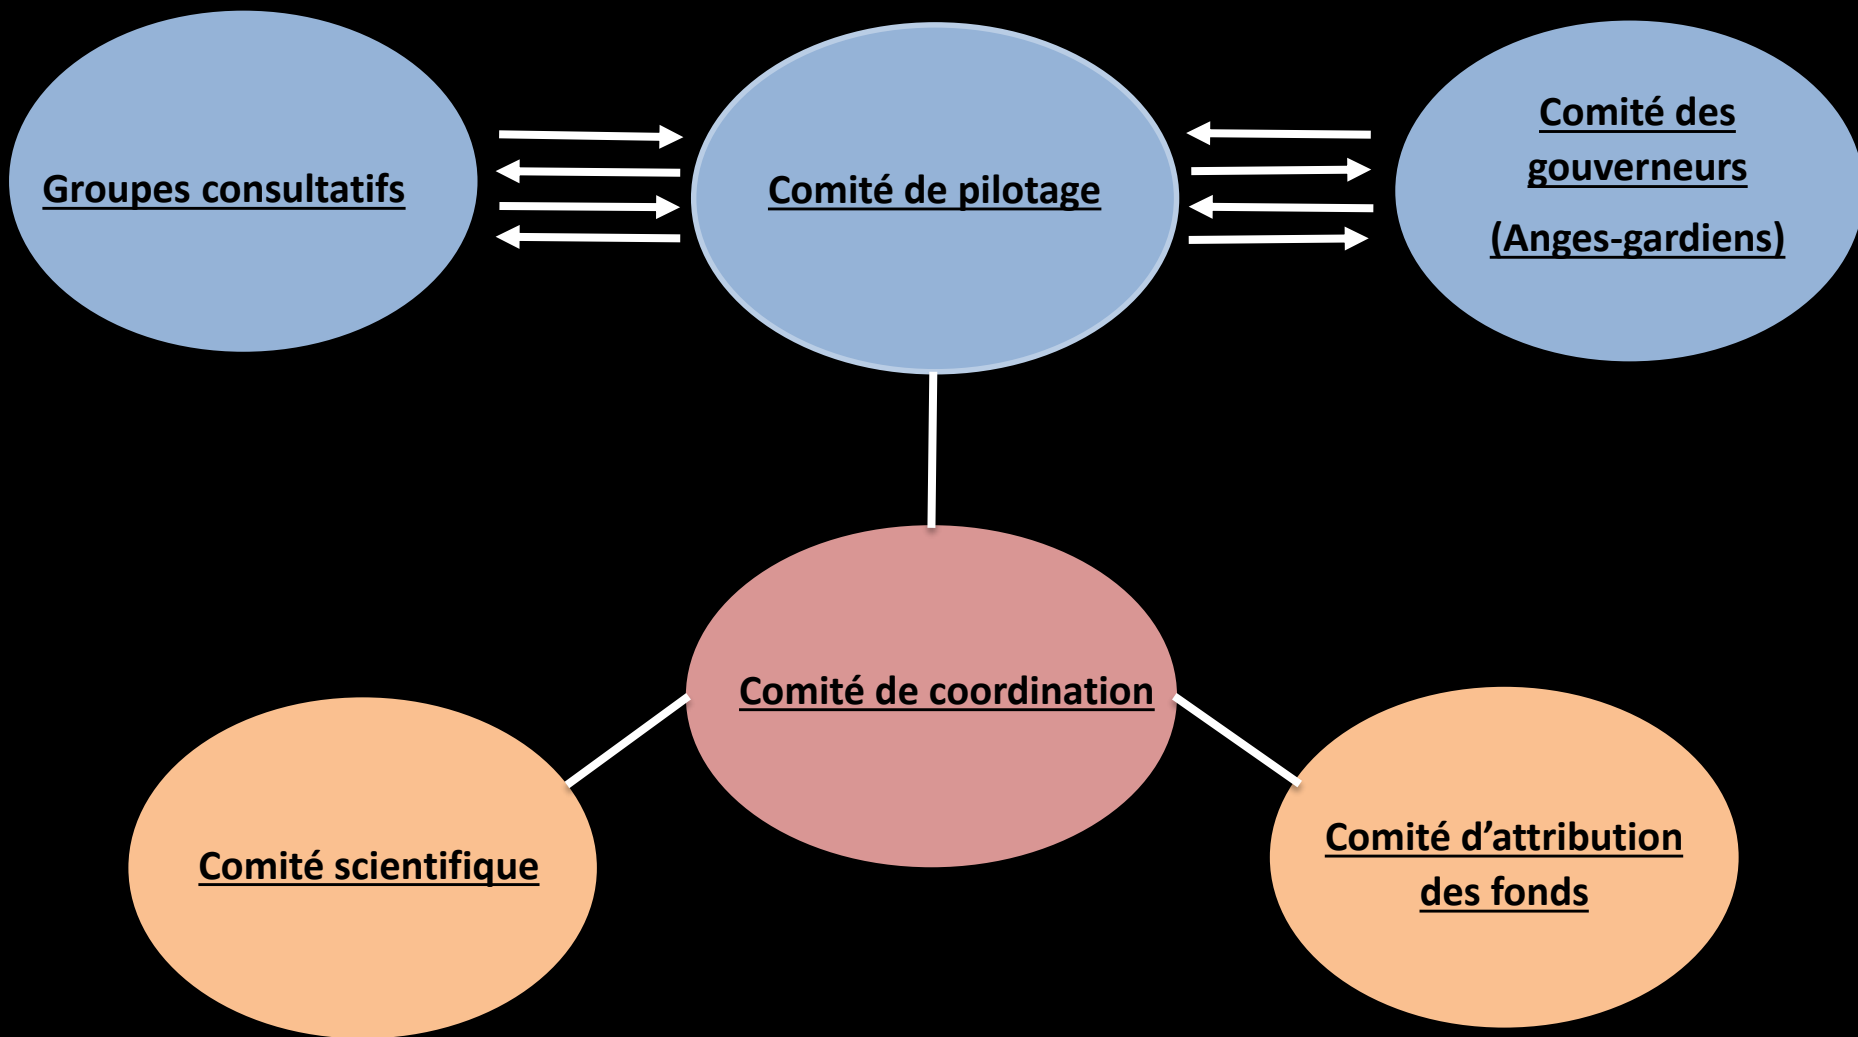 Groupes consultatifs
Comité de pilotage
Comité des
gouverneurs
(Anges-gardiens)
Comité de coordination
Comité scientifique
Comité d’attribution
des fonds